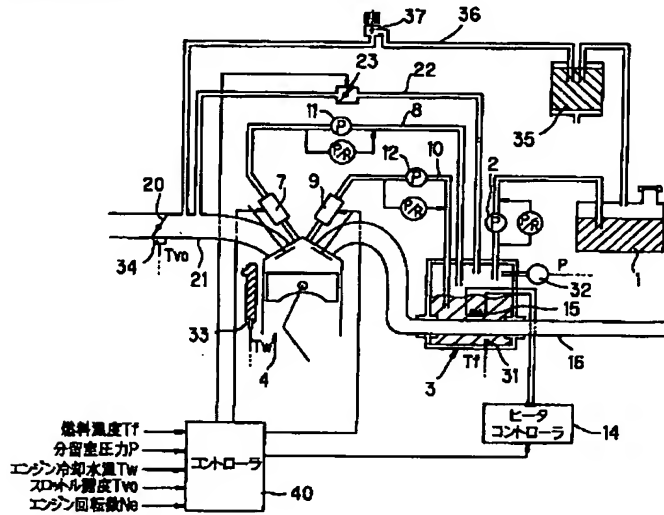 37
36
23
22
11
P
8
P/R
35
12
10
P
P/R
2
P
P/R
7
9
20
34
Tvo
21
1
P
32
33
Tw
4
15
Tf
31
16
3
ヒータ
コントローラ
14
燃料温度Tf
分留室圧力P
エンジン冷却水温Tw
スロットル開度Tvo
エンジン回転数Ne
コントローラ
40